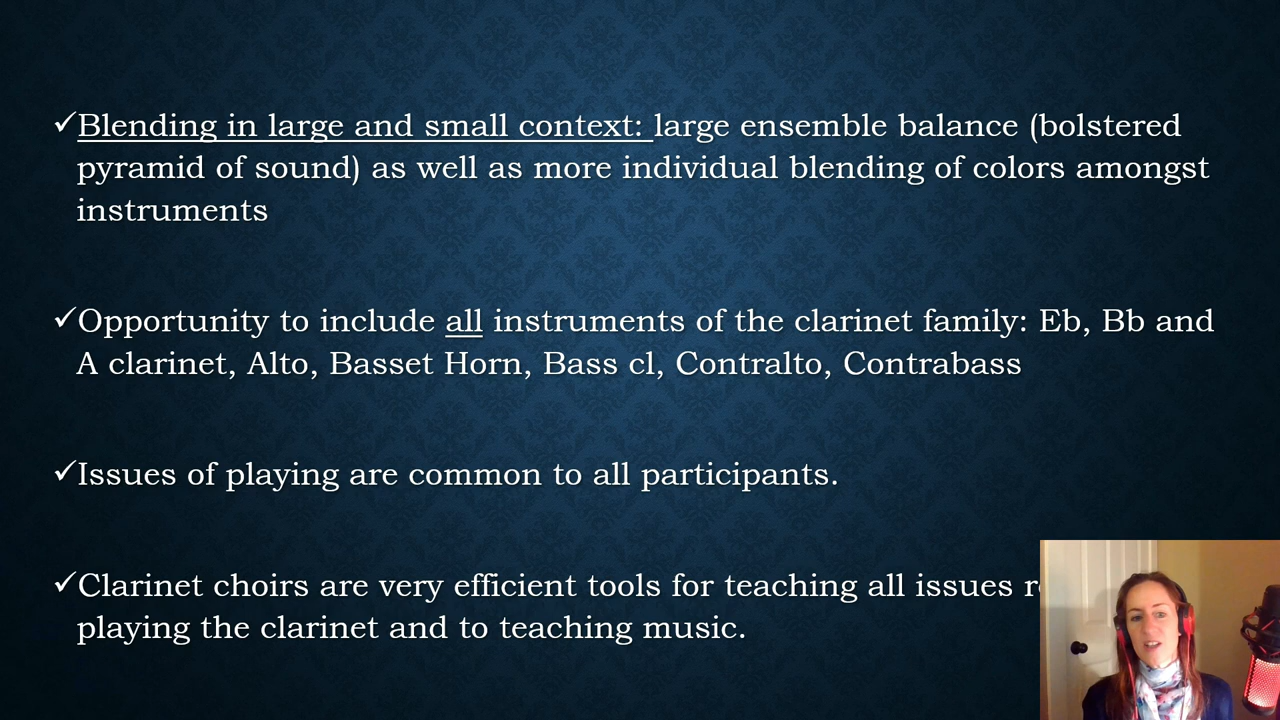 ✓Blending in large and small context: large ensemble balance (bolstered
pyramid of sound) as well as more individual blending of colors amongst
instruments
✓Opportunity to include all instruments of the clarinet family: Eb, Bb and
A clarinet, Alto, Basset Horn, Bass cl, Contralto, Contrabass
✓Issues of playing are common to all participants.
✓Clarinet choirs are very efficient tools for teaching all issues
playing the clarinet and to teaching music.